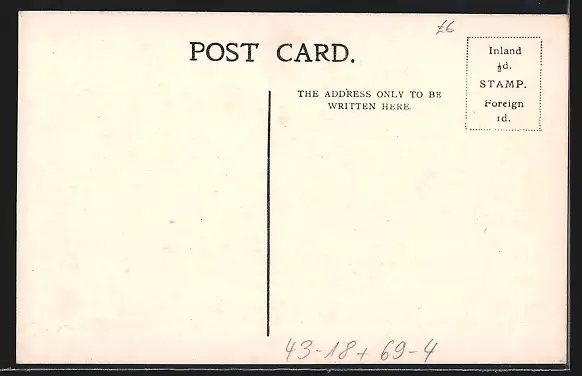 £6
POST CARD.
THE ADDRESS ONLY TO BE
WRITTEN HERE.
Inland
½d.
STAMP.
Foreign
1d.
43-18+ 69-4